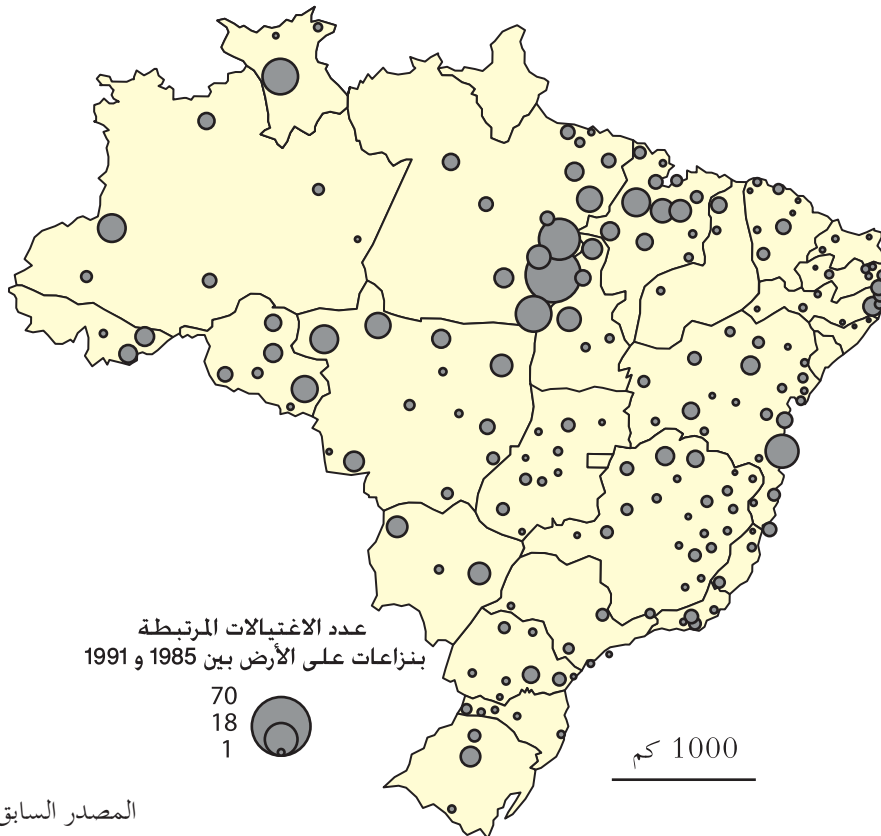 عدد الاغتيالات المرتبطة
بنزاعات على الأرض بين 1985 و 1991
70
18
1
1000 كم
المصدر السابق